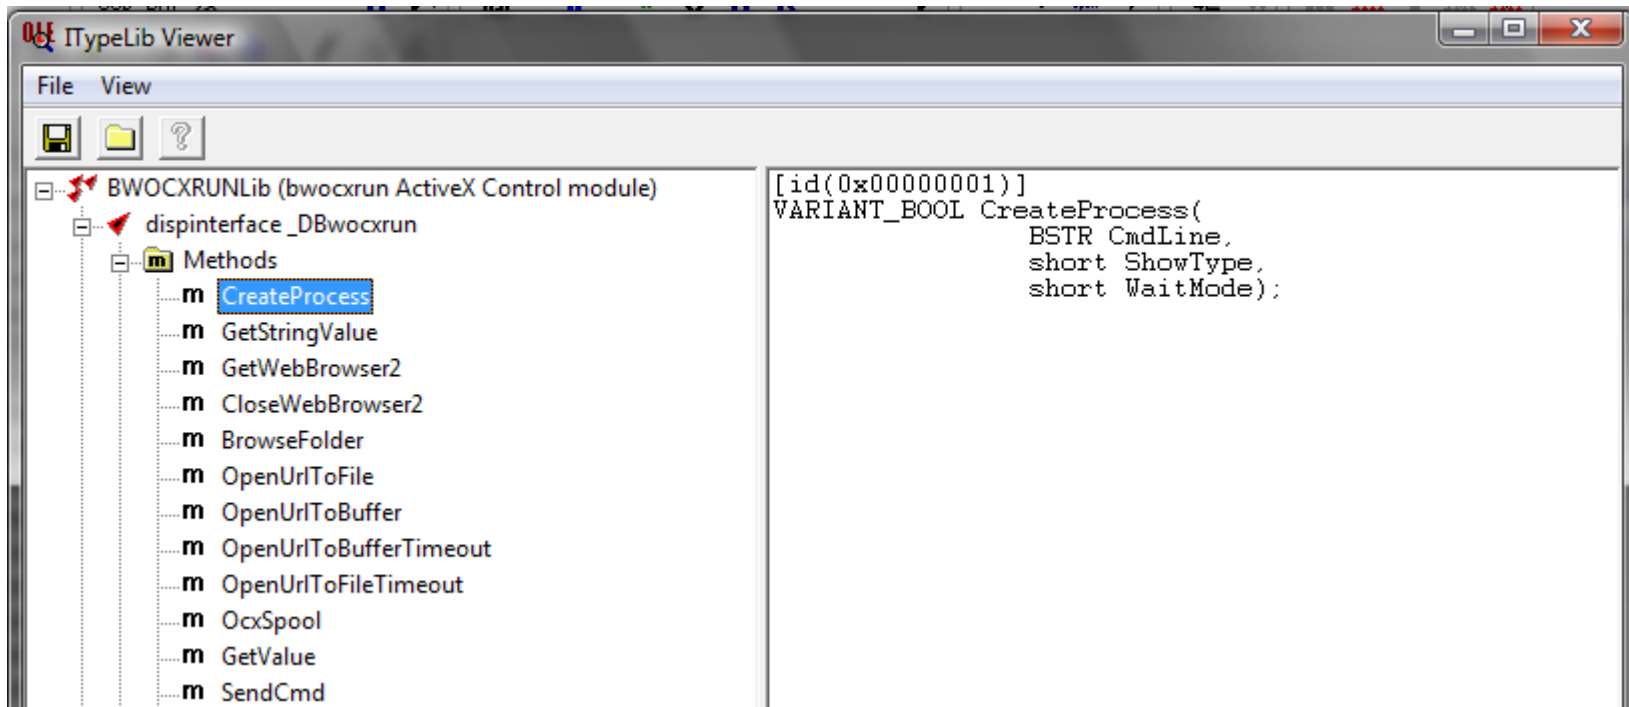 ITypeLib Viewer
File View
BWOCXRUNLib (bwocxrun ActiveX Control module)
dispinterface _DBwocxrun
m Methods
m CreateProcess
m GetStringValue
m GetWebBrowser2
m CloseWebBrowser2
m BrowseFolder
m OpenUrlToFile
m OpenUrlToBuffer
m OpenUrlToBufferTimeout
m OpenUrlToFileTimeout
m OcxSpool
m GetValue
m SendCmd
[id(0x00000001)]
VARIANT_BOOL CreateProcess(
BSTR CmdLine,
short ShowType,
short WaitMode);